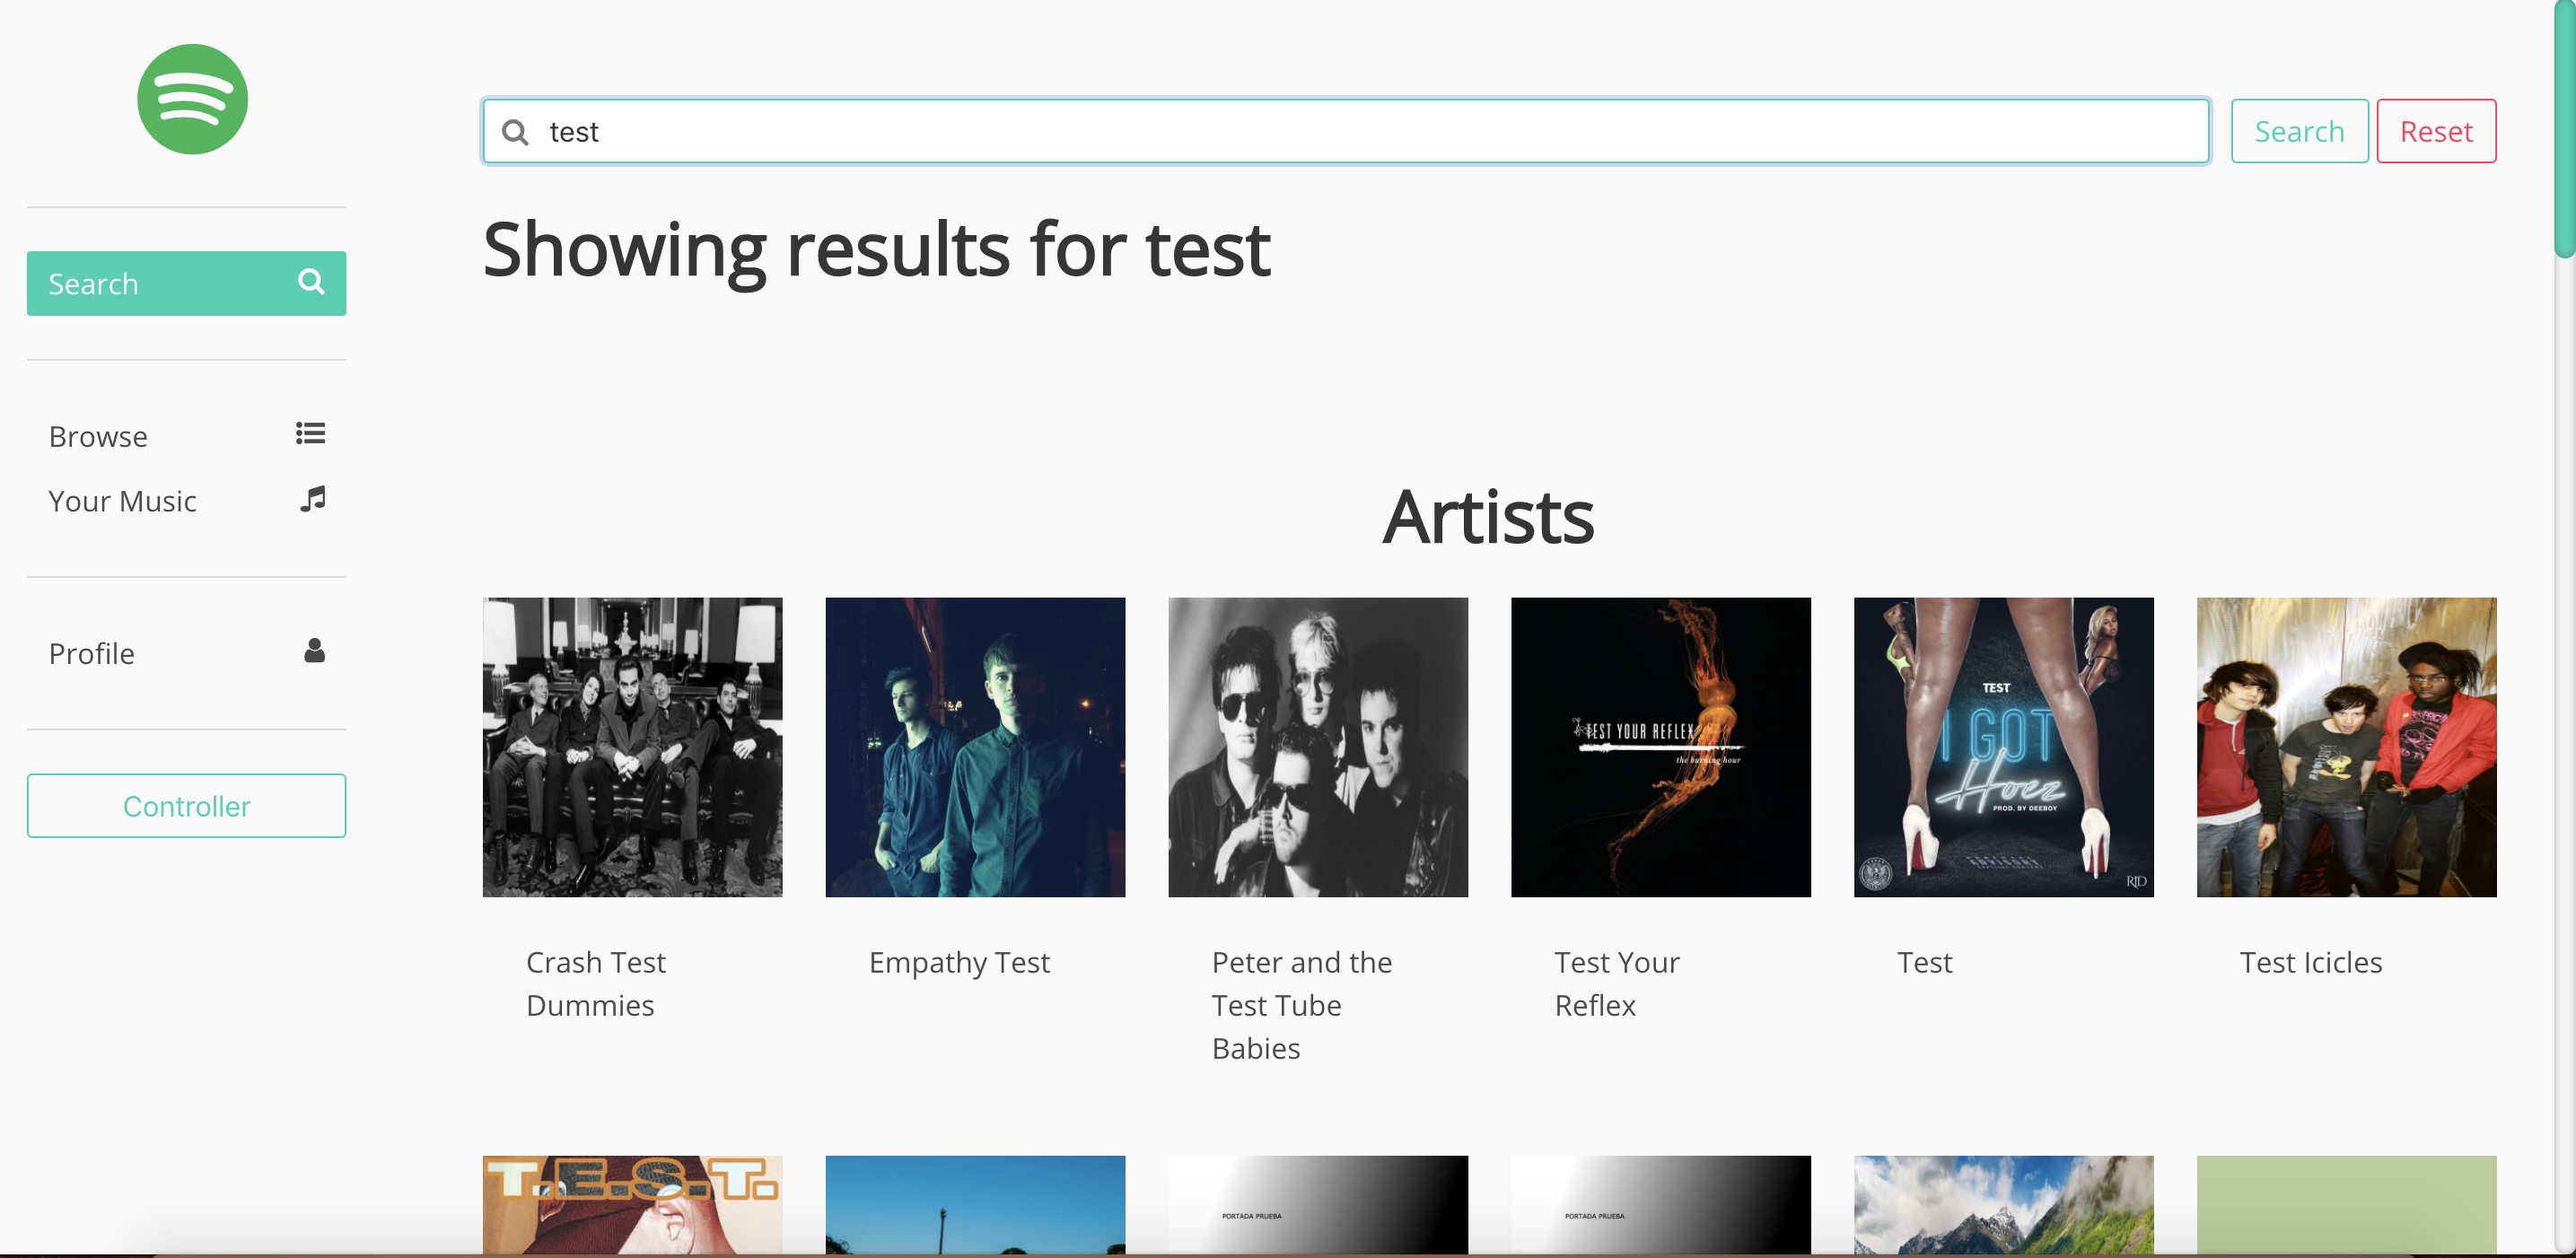 test
Search
Reset
Showing results for test
Search
Browse
Your Music
Profile
Controller
Artists
TEST YOUR REFLEX
the burning hour
TEST
I GOT
Hoez
PROD. BY DEEBOY
RJD
Crash Test
Dummies
Empathy Test
Peter and the
Test Tube
Babies
Test Your
Reflex
Test
Test Icicles
T.E.S.T.
PORTADA PRUEBA
PORTADA PRUEBA